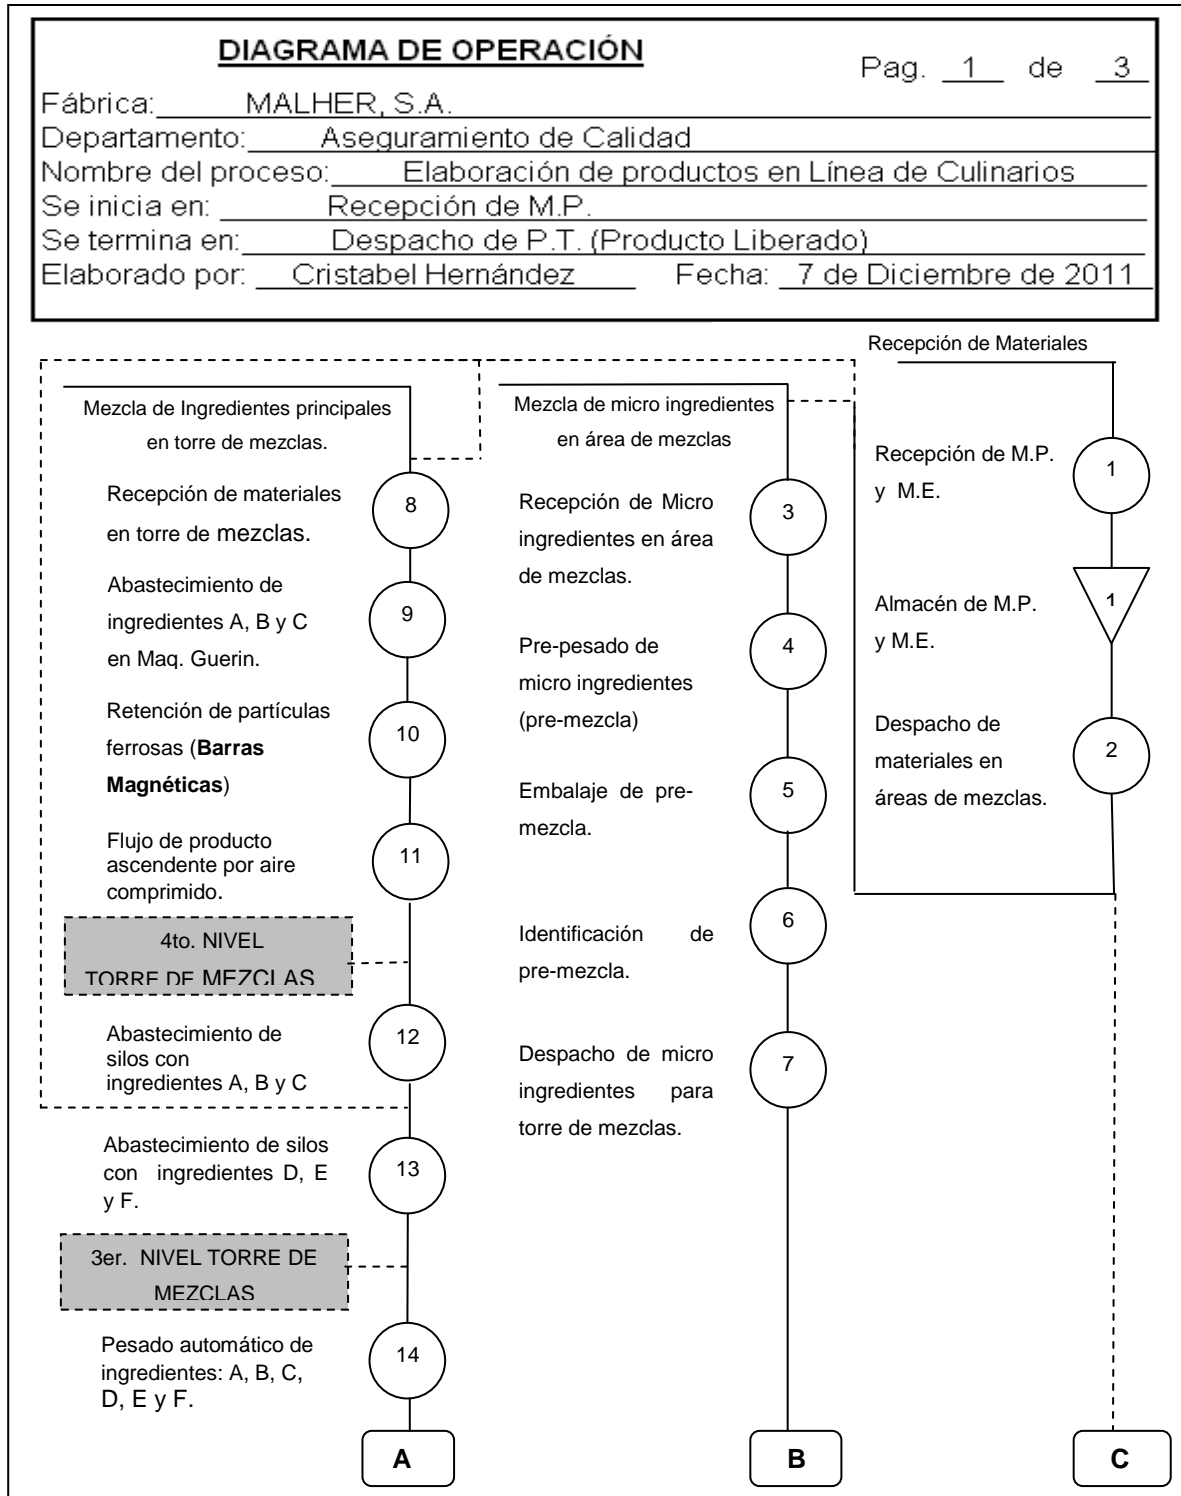 DIAGRAMA DE OPERACIÓN
Pag. 1 de 3
Fábrica: MALHER, S.A.
Departamento: Aseguramiento de Calidad
Nombre del proceso: Elaboración de productos en Línea de Culinarios
Se inicia en: Recepción de M.P.
Se termina en: Despacho de P.T. (Producto Liberado)
Elaborado por: Cristabel Hernández Fecha: 7 de Diciembre de 2011
Mezcla de Ingredientes principales
en torre de mezclas.
Recepción de materiales
en torre de mezclas.
8
Abastecimiento de
ingredientes A, B y C
en Maq. Guerin.
9
Retención de partículas
ferrosas (Barras
Magnéticas)
10
Flujo de producto
ascendente por aire
comprimido.
11
4to. NIVEL
TORRE DE MEZCLAS
Abastecimiento de
silos con
ingredientes A, B y C
12
Abastecimiento de silos
con ingredientes D, E
y F.
13
3er. NIVEL TORRE DE
MEZCLAS
Pesado automático de
ingredientes: A, B, C,
D, E y F.
14
A
Mezcla de micro ingredientes
en área de mezclas
Recepción de Micro
ingredientes en área
de mezclas.
3
Pre-pesado de
micro ingredientes
(pre-mezcla)
4
Embalaje de pre-
mezcla.
5
Identificación de
pre-mezcla.
6
Despacho de micro
ingredientes para
torre de mezclas.
7
B
Recepción de Materiales
Recepción de M.P.
y M.E.
1
Almacén de M.P.
y M.E.
1
Despacho de
materiales en
áreas de mezclas.
2
C